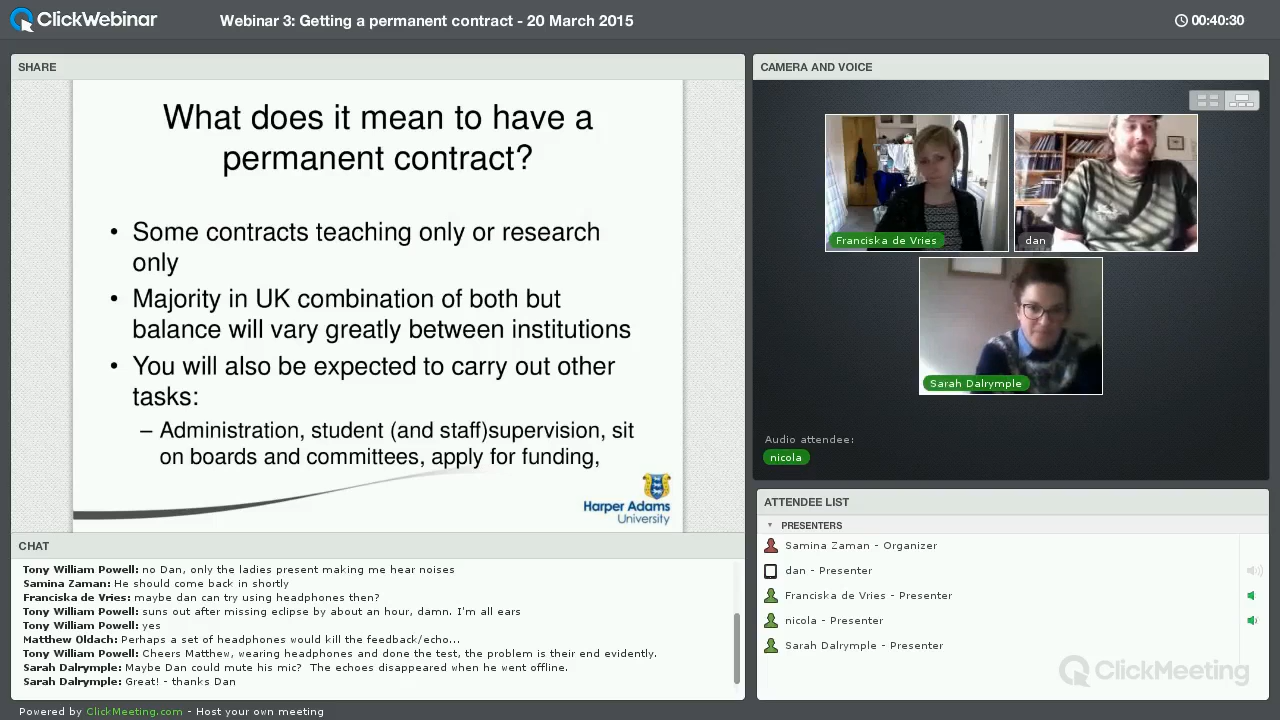 ClickWebinar
Webinar 3: Getting a permanent contract - 20 March 2015
00:40:30
SHARE
What does it mean to have a
permanent contract?
• Some contracts teaching only or research
only
• Majority in UK combination of both but
balance will vary greatly between institutions
• You will also be expected to carry out other
tasks:
– Administration, student (and staff)supervision, sit
on boards and committees, apply for funding,
Harper Adams
University
CHAT
Tony William Powell: no Dan, only the ladies present making me hear noises
Samina Zaman: He should come back in shortly
Franciska de Vries: maybe dan can try using headphones then?
Tony William Powell: suns out after missing eclipse by about an hour, damn. I'm all ears
Tony William Powell: yes
Matthew Oldach: Perhaps a set of headphones would kill the feedback/echo...
Tony William Powell: Cheers Matthew, wearing headphones and done the test, the problem is their end evidently.
Sarah Dalrymple: Maybe Dan could mute his mic? The echoes disappeared when he went offline.
Sarah Dalrymple: Great! - thanks Dan
CAMERA AND VOICE
Franciska de Vries
dan
Sarah Dalrymple
Audio attendee:
nicola
ATTENDEE LIST
PRESENTERS
Samina Zaman - Organizer
dan - Presenter
Franciska de Vries - Presenter
nicola - Presenter
Sarah Dalrymple - Presenter
ClickMeeting
Powered by ClickMeeting.com - Host your own meeting